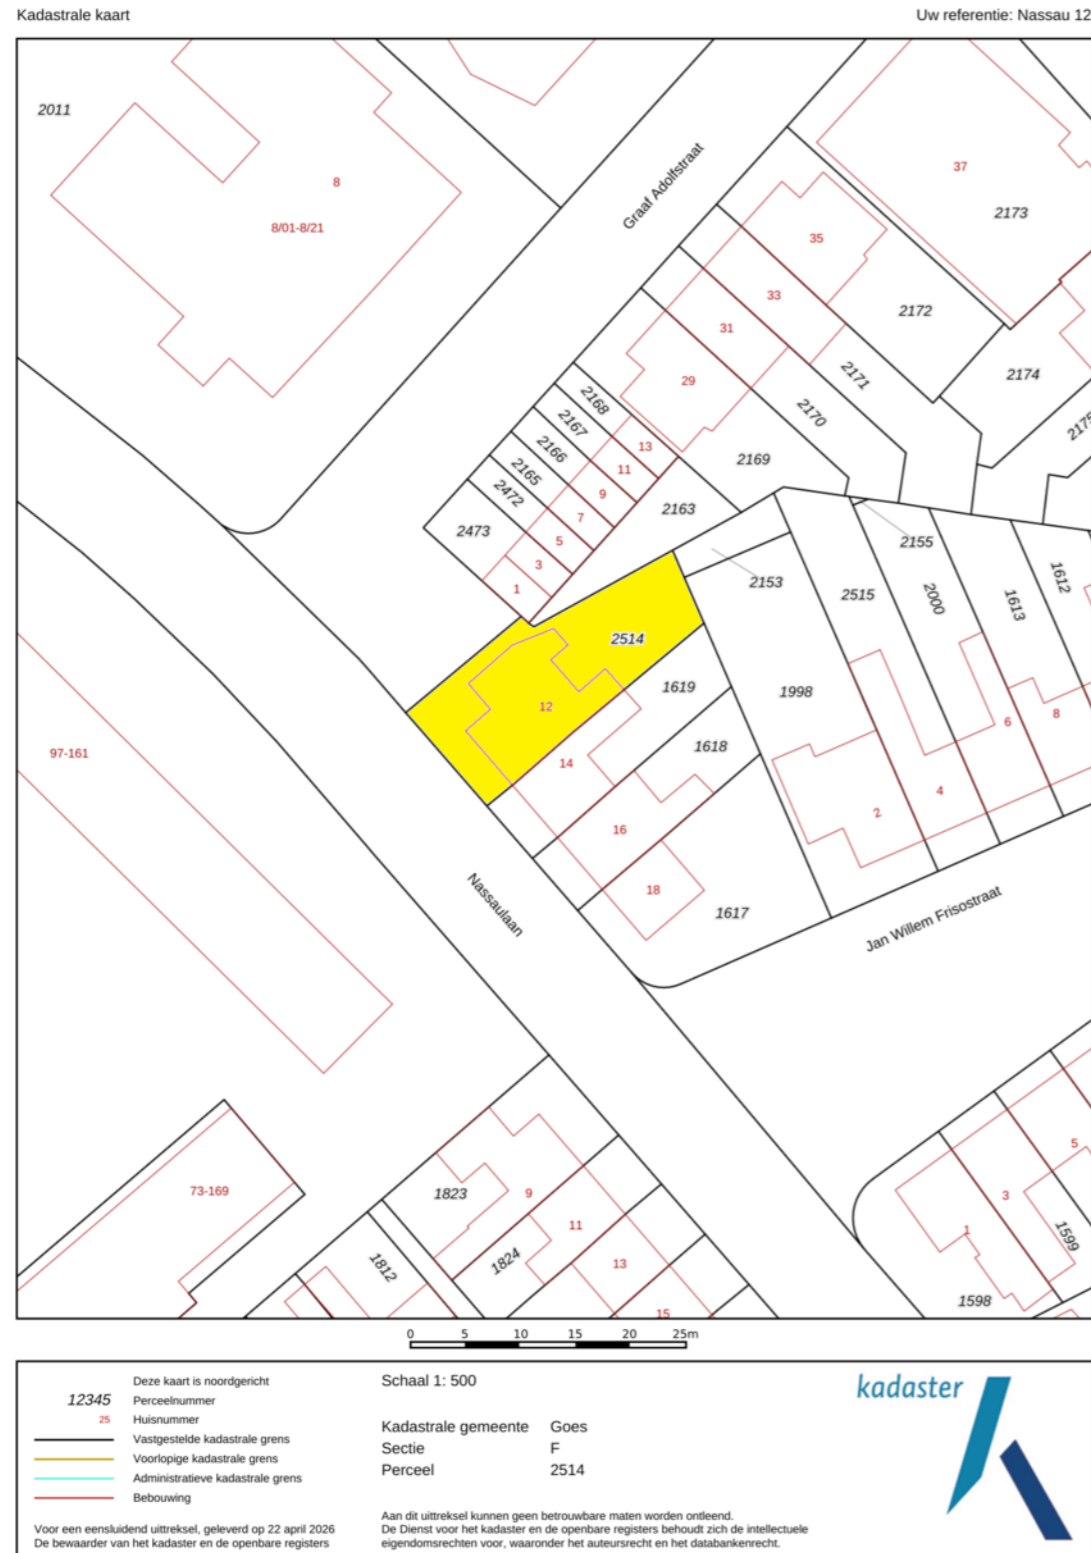 Kadastrale kaart
Uw referentie: Nassau 12
2011
8
8/01-8/21
Graaf Adolfstraat
37
2173
35
33
2172
31
2171
2174
29
2170
2175
2168
2167
2166
2165
2472
2473
13
11
9
7
5
3
1
2169
2163
2155
2153
2515
2000
1613
1612
2514
1619
1998
12
1618
14
6
8
97-161
16
4
2
18
1617
Nassaulaan
Jan Willem Frisostraat
73-169
1823
9
11
1824
1812
13
15
5
3
1
1599
1598
0 5 10 15 20 25m
Deze kaart is noordgericht
12345 Perceelnummer
25 Huisnummer
Vastgestelde kadastrale grens
Voorlopige kadastrale grens
Administratieve kadastrale grens
Bebouwing
Voor een eensluidend uittreksel, geleverd op 22 april 2026
De bewaarder van het kadaster en de openbare registers
Schaal 1: 500
Kadastrale gemeente Goes
Sectie F
Perceel 2514
Aan dit uittreksel kunnen geen betrouwbare maten worden ontleend.
De Dienst voor het kadaster en de openbare registers behoudt zich de intellectuele
eigendomsrechten voor, waaronder het auteursrecht en het databankenrecht.
kadaster